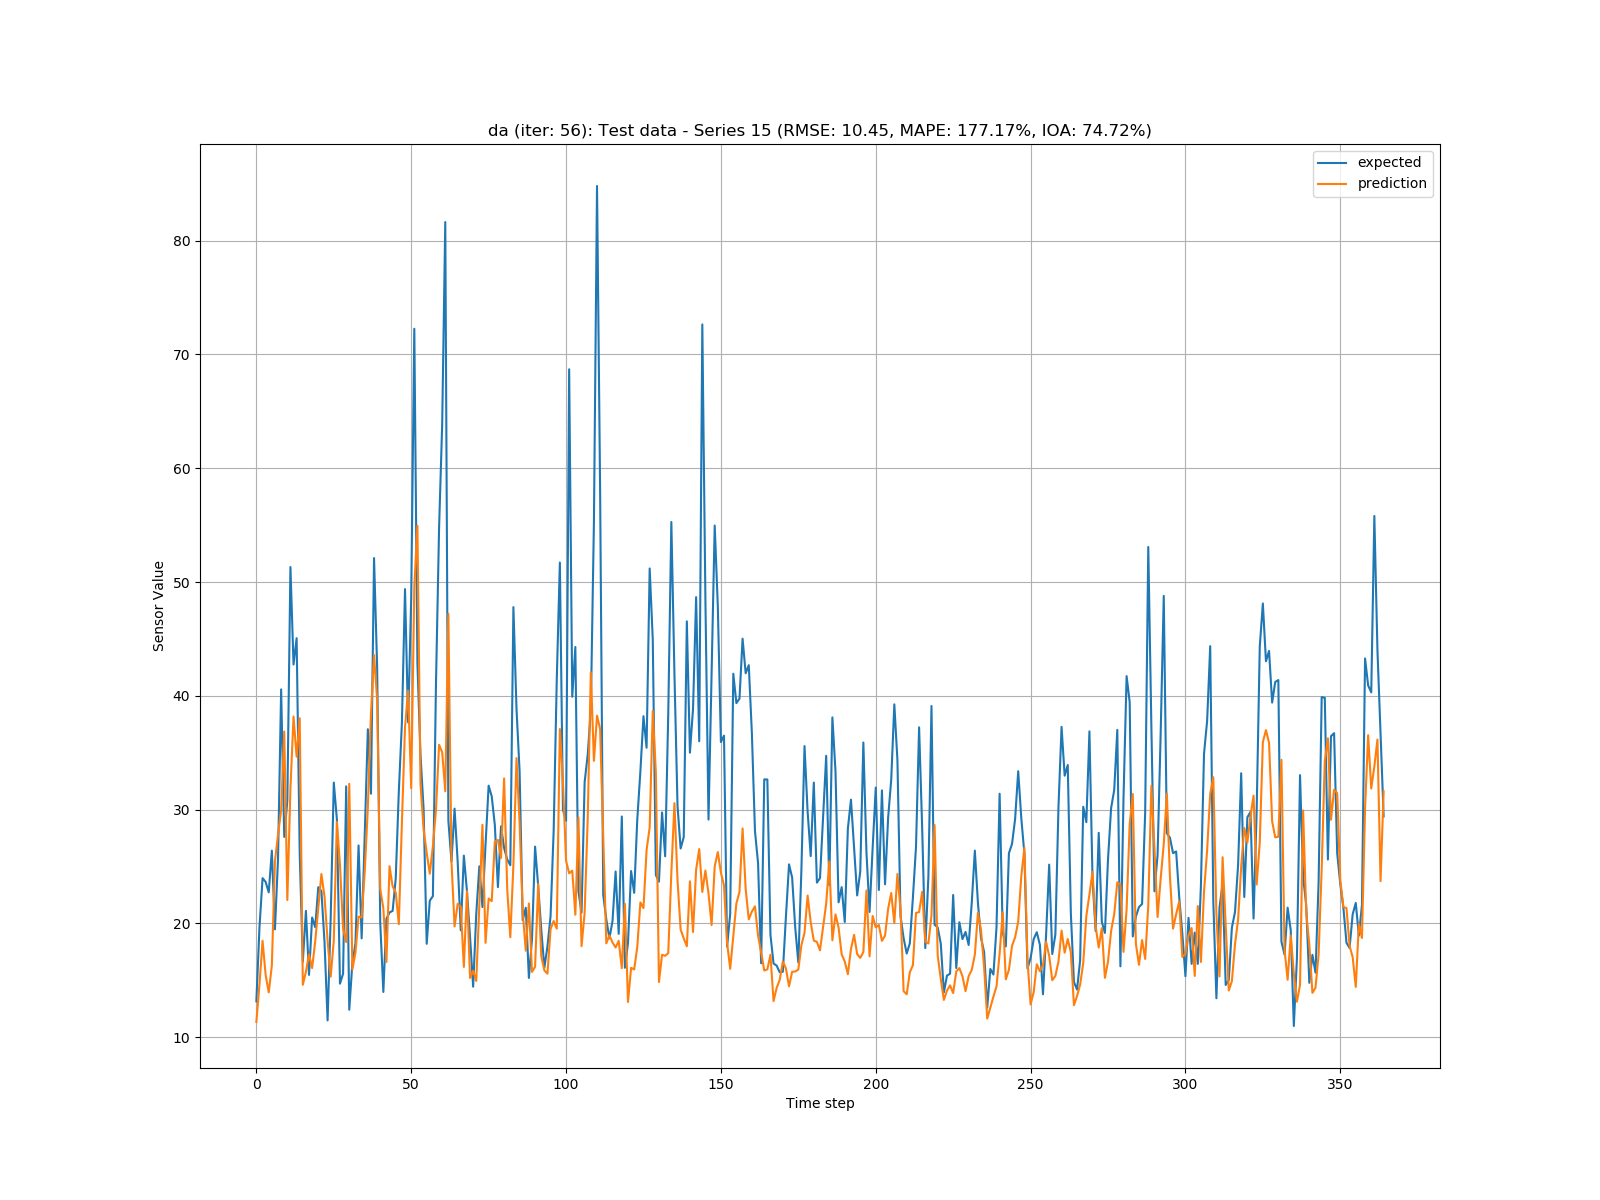 da (iter: 56): Test data - Series 15 (RMSE: 10.45, MAPE: 177.17%, IOA: 74.72%)
expected
prediction
80
70
60
50
40
30
20
10
Sensor Value
0 50 100 150 200 250 300 350
Time step